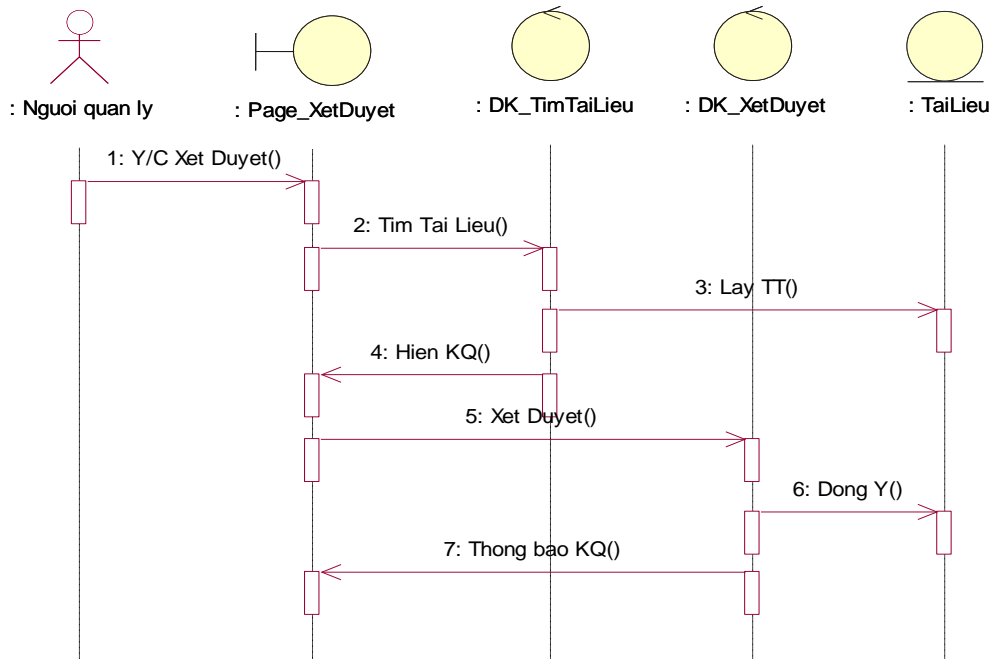 : Nguoi quan ly
: Page_XetDuyet
: DK_TimTaiLieu
: DK_XetDuyet
: TaiLieu
1: Y/C Xet Duyet()
2: Tim Tai Lieu()
3: Lay TT()
4: Hien KQ()
5: Xet Duyet()
6: Dong Y()
7: Thong bao KQ()